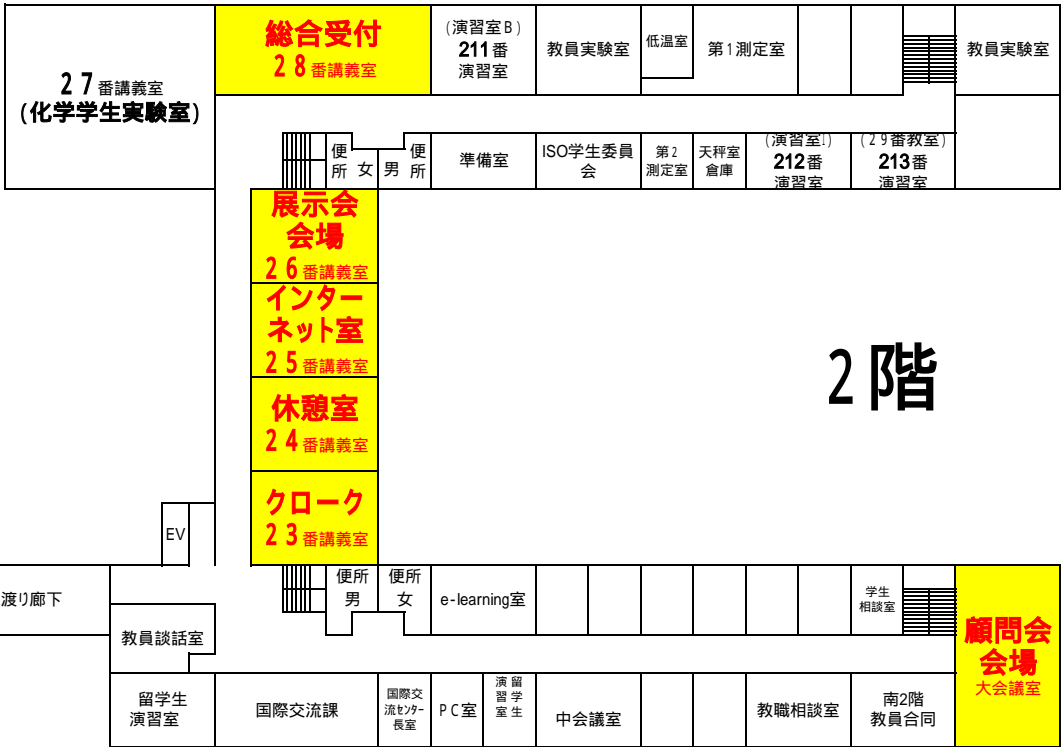 ２７番講義室
(化学学生実験室)
総合受付
２８番講義室
(演習室B)
211番
演習室
教員実験室
低温室
第1測定室
教員実験室
便所
女
男
便所
準備室
ISO学生委員
会
第2
測定室
天秤室
倉庫
(演習室I)
212番
演習室
(29番教室)
213番
演習室
展示会
会場
２６番講義室
インター
ネット室
２５番講義室
2階
休憩室
２４番講義室
クローク
２３番講義室
EV
渡り廊下
便所
男
便所
女
e-learning室
学生
相談室
顧問会
会場
大会議室
教員談話室
留学生
演習室
国際交流課
国際交
流センター
長室
PC室
留学生
演習室
中会議室
教職相談室
南2階
教員合同